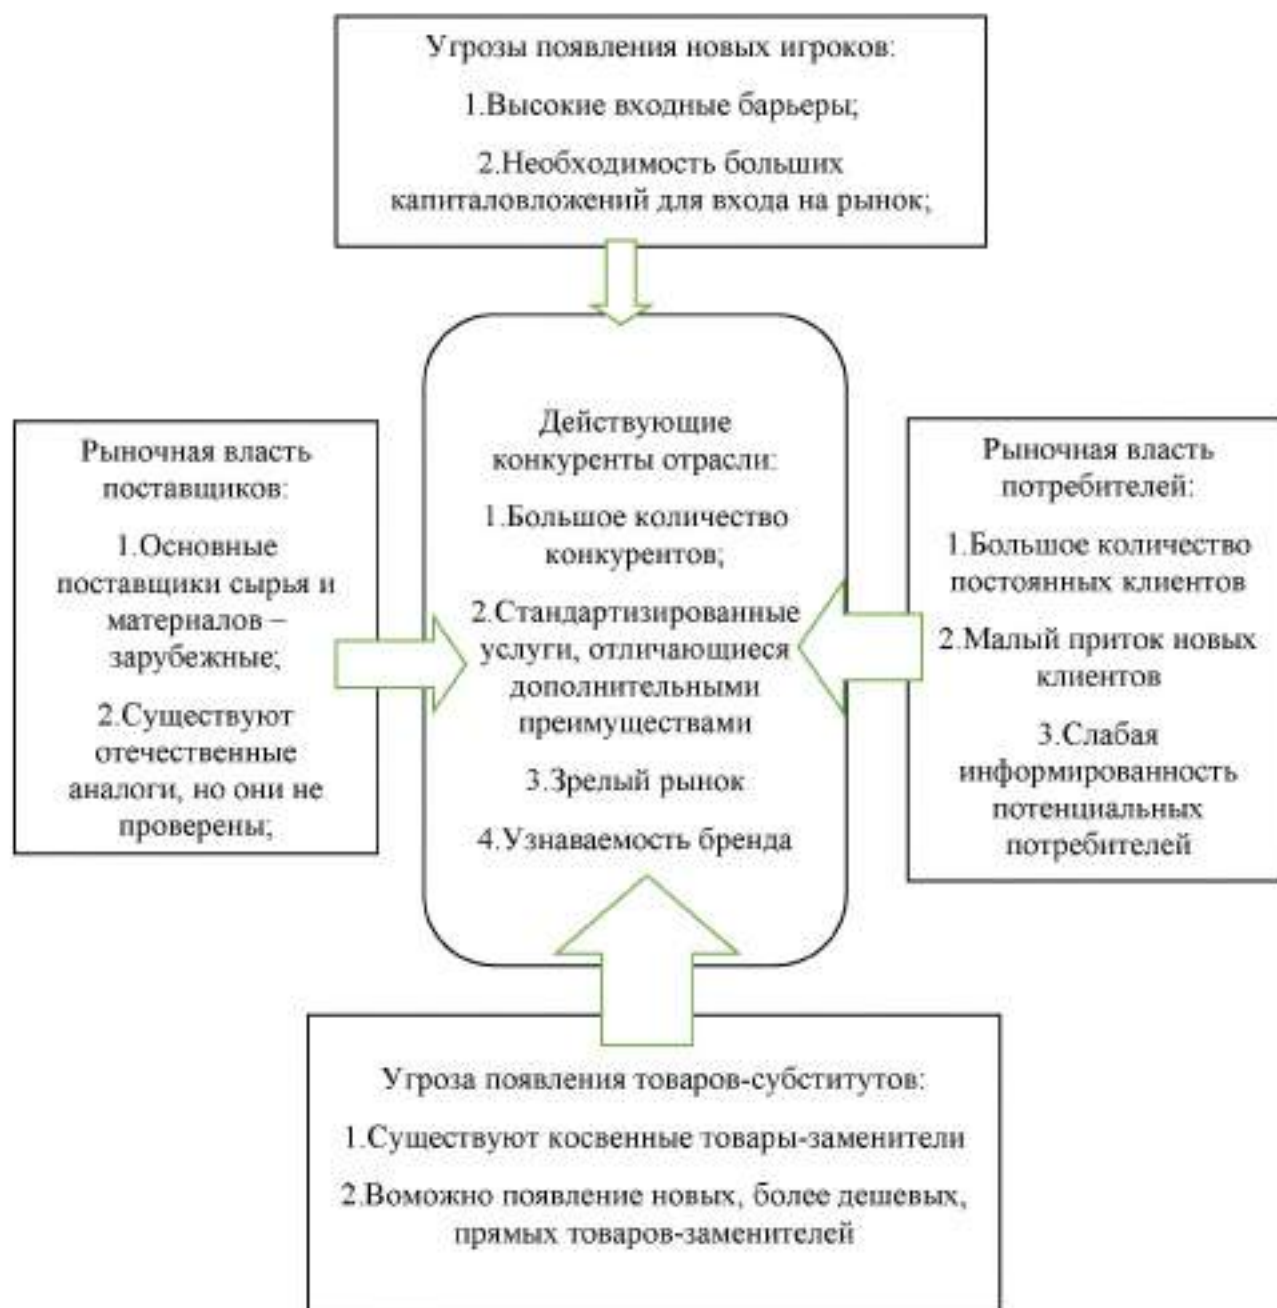 Угрозы появления новых игроков:
1.Высокие входные барьеры;
2.Необходимость больших
капиталовложений для входа на рынок;
Рыночная власть
поставщиков:
1.Основные
поставщики сырья и
материалов –
зарубежные;
2.Существуют
отечественные
аналоги, но они не
проверены;
Действующие
конкуренты отрасли:
1.Большое количество
конкурентов;
2.Стандартизированные
услуги, отличающиеся
дополнительными
преимуществами
3.Зрелый рынок
4.Узнаваемость бренда
Рыночная власть
потребителей:
1.Большое количество
постоянных клиентов
2.Малый приток новых
клиентов
3.Слабая
информированность
потенциальных
потребителей
Угроза появления товаров-субститутов:
1.Существуют косвенные товары-заменители
2.Воможно появление новых, более дешевых,
прямых товаров-заменителей